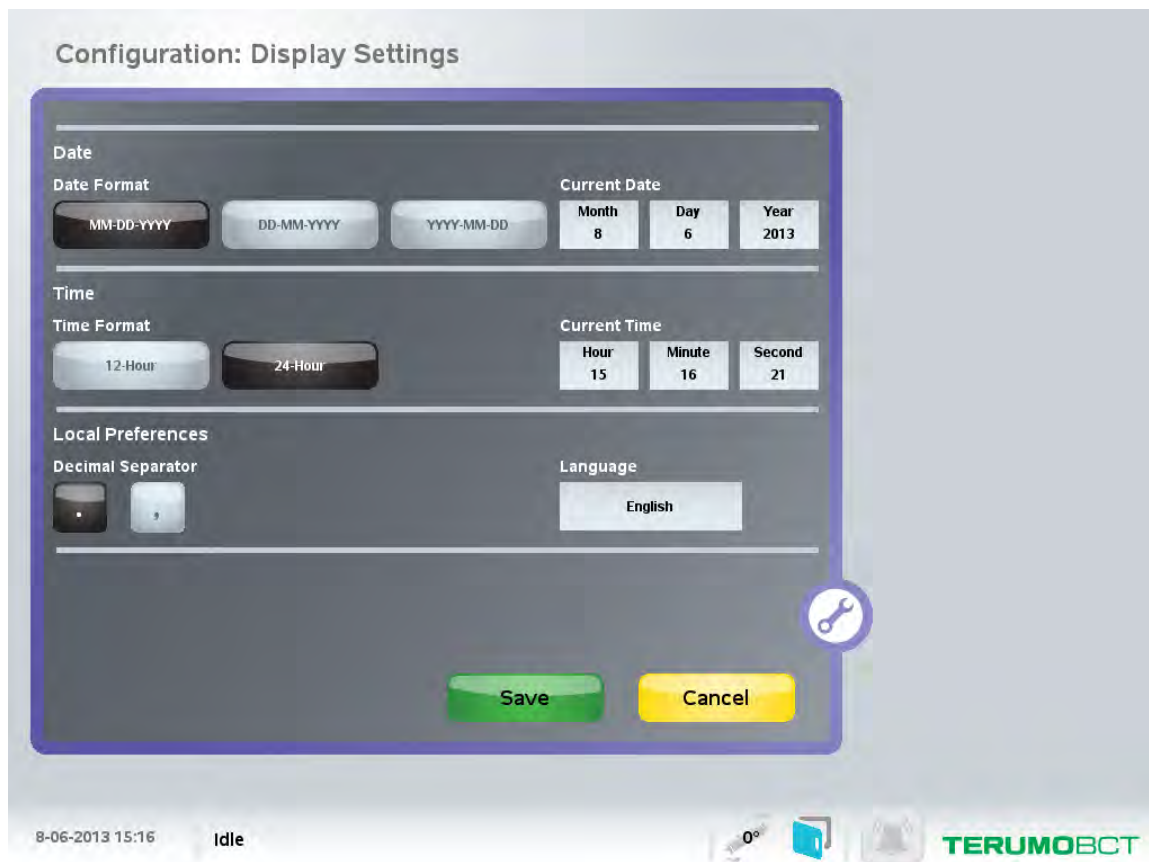 Configuration: Display Settings
Date
Date Format
Current Date
MM-DD-YYYY
DD-MM-YYYY
YYYY-MM-DD
Month
8
Day
6
Year
2013
Time
Time Format
Current Time
12-Hour
24-Hour
Hour
15
Minute
16
Second
21
Local Preferences
Decimal Separator
Language
.
,
English
Save
Cancel
8-06-2013 15:16
Idle
0°
TERUMOBCT